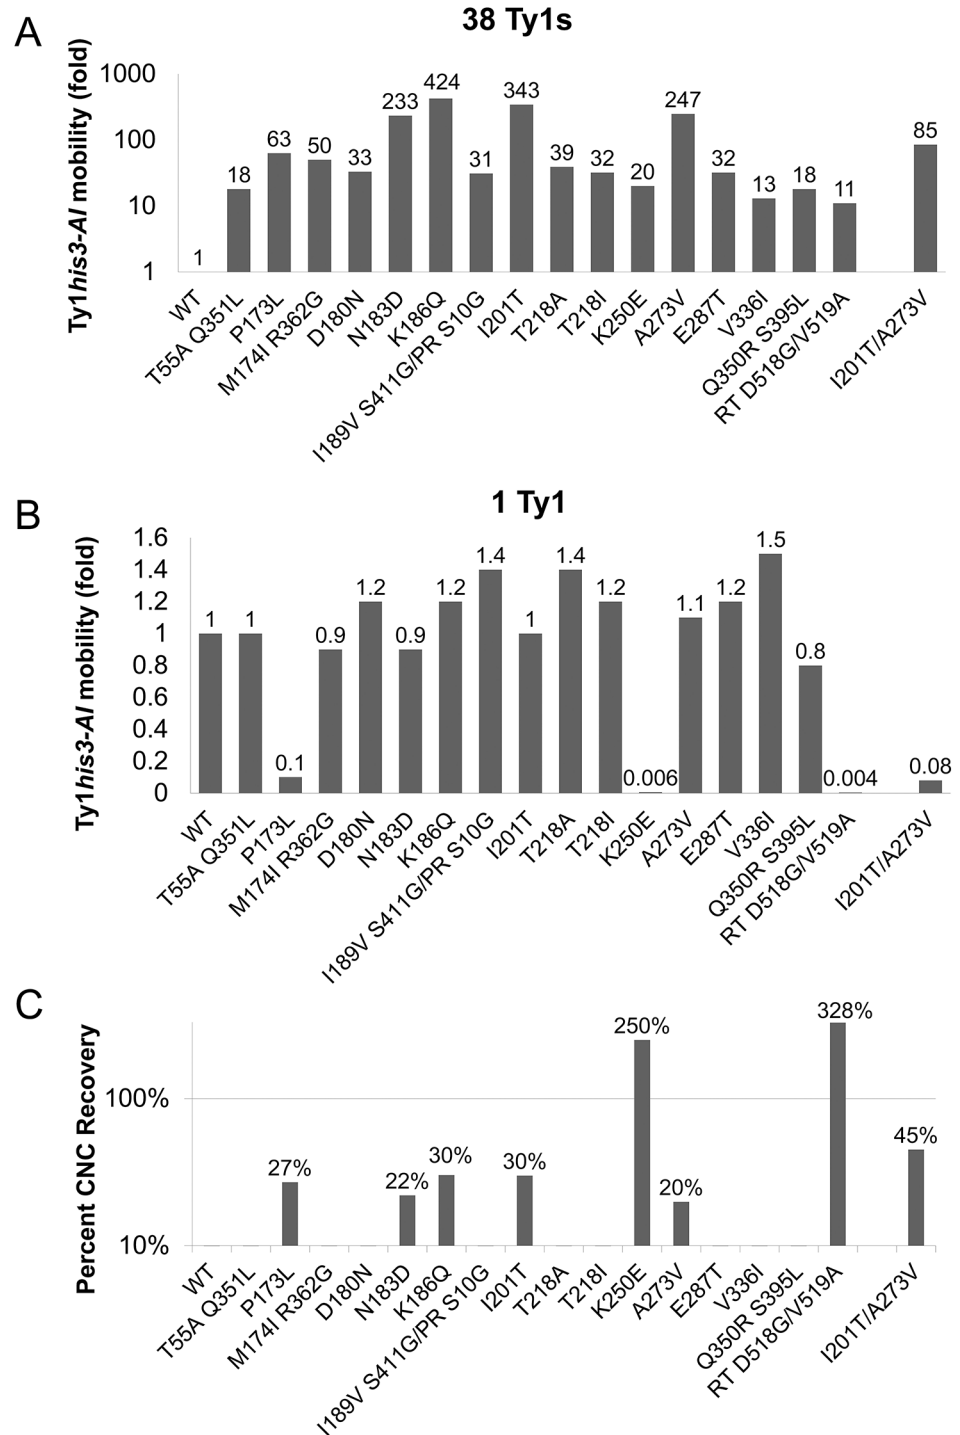 A
38 Ty1s
Ty1his3-AI mobility (fold)
1000
100
10
1
1
18
63
50
33
233
424
31
343
39
32
20
247
32
13
18
11
85
WT
T55A Q351L
P173L
M174I R362G
D180N
N183D
K186Q
I189V S411G/PR S10G
I201T
T218A
T218I
K250E
A273V
E287T
V336I
Q350R S395L
RT D518G/V519A
I201T/A273V
B
1 Ty1
Ty1his3-AI mobility (fold)
1.6
1.4
1.2
1
0.8
0.6
0.4
0.2
0
1
1
0.1
0.9
1.2
0.9
1.2
1.4
1
1.4
1.2
0.006
1.1
1.2
1.5
0.8
0.004
0.08
WT
T55A Q351L
P173L
M174I R362G
D180N
N183D
K186Q
I189V S411G/PR S10G
I201T
T218A
T218I
K250E
A273V
E287T
V336I
Q350R S395L
RT D518G/V519A
I201T/A273V
C
Percent CNC Recovery
100%
10%
27%
22%
30%
30%
250%
20%
328%
45%
WT
T55A Q351L
P173L
M174I R362G
D180N
N183D
K186Q
I189V S411G/PR S10G
I201T
T218A
T218I
K250E
A273V
E287T
V336I
Q350R S395L
RT D518G/V519A
I201T/A273V